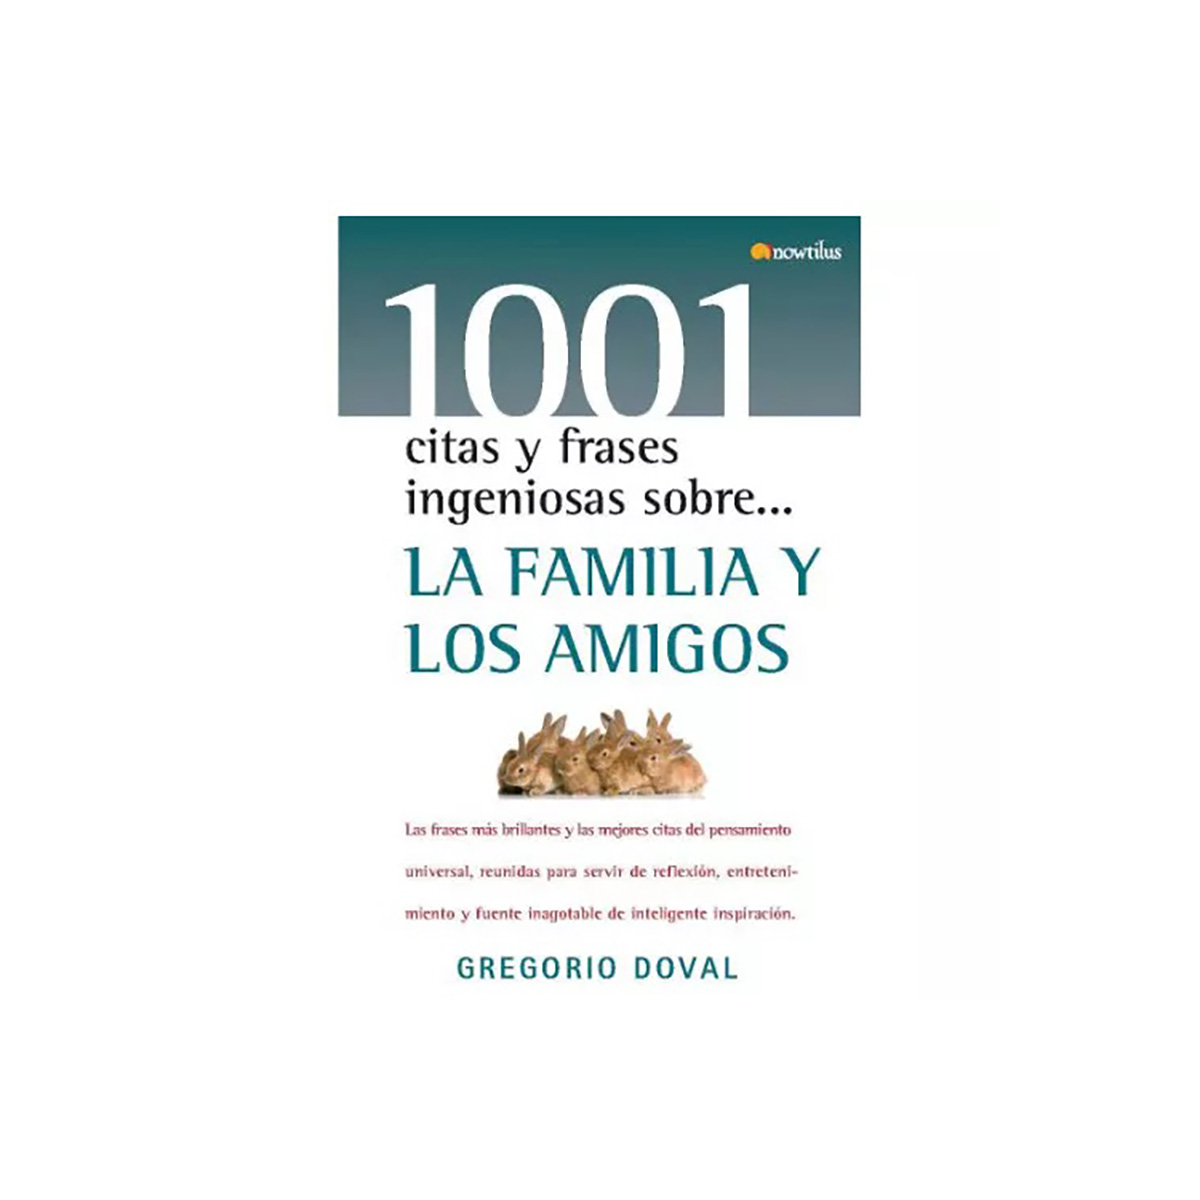 nowtilus
1001
citas y frases
ingeniosas sobre...
LA FAMILIA Y
LOS AMIGOS
Las frases más brillantes y las mejores citas del pensamiento
universal, reunidas para servir de reflexión, entreteni-
miento y fuente inagotable de inteligente inspiración.
GREGORIO DOVAL